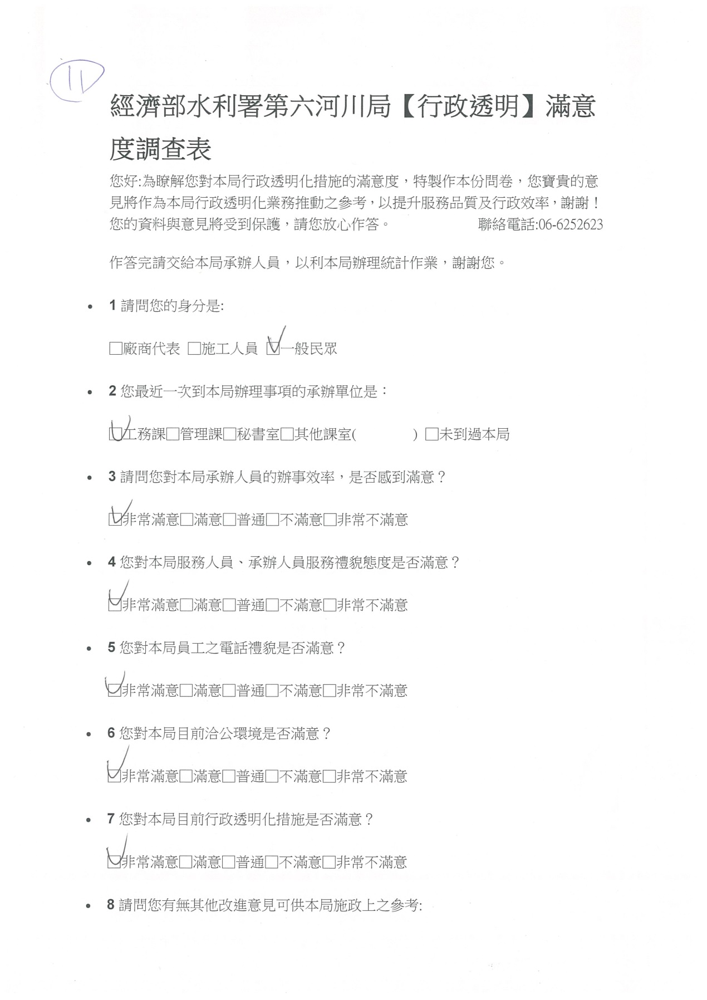 11
經濟部水利署第六河川局【行政透明】滿意
度調查表
您好:為瞭解您對本局行政透明化措施的滿意度，特製作本份問卷，您寶貴的意
見將作為本局行政透明化業務推動之參考，以提升服務品質及行政效率，謝謝！
您的資料與意見將受到保護，請您放心作答。 聯絡電話:06-6252623
作答完請交給本局承辦人員，以利本局辦理統計作業，謝謝您。
• 1 請問您的身分是:
□廠商代表 □施工人員 ☑一般民眾
• 2 您最近一次到本局辦理事項的承辦單位是：
☑工務課□管理課□秘書室□其他課室( ) □未到過本局
• 3 請問您對本局承辦人員的辦事效率，是否感到滿意？
☑非常滿意□滿意□普通□不滿意□非常不滿意
• 4 您對本局服務人員、承辦人員服務禮貌態度是否滿意？
☑非常滿意□滿意□普通□不滿意□非常不滿意
• 5 您對本局員工之電話禮貌是否滿意？
☑非常滿意□滿意□普通□不滿意□非常不滿意
• 6 您對本局目前洽公環境是否滿意？
☑非常滿意□滿意□普通□不滿意□非常不滿意
• 7 您對本局目前行政透明化措施是否滿意？
☑非常滿意□滿意□普通□不滿意□非常不滿意
• 8 請問您有無其他改進意見可供本局施政上之參考: